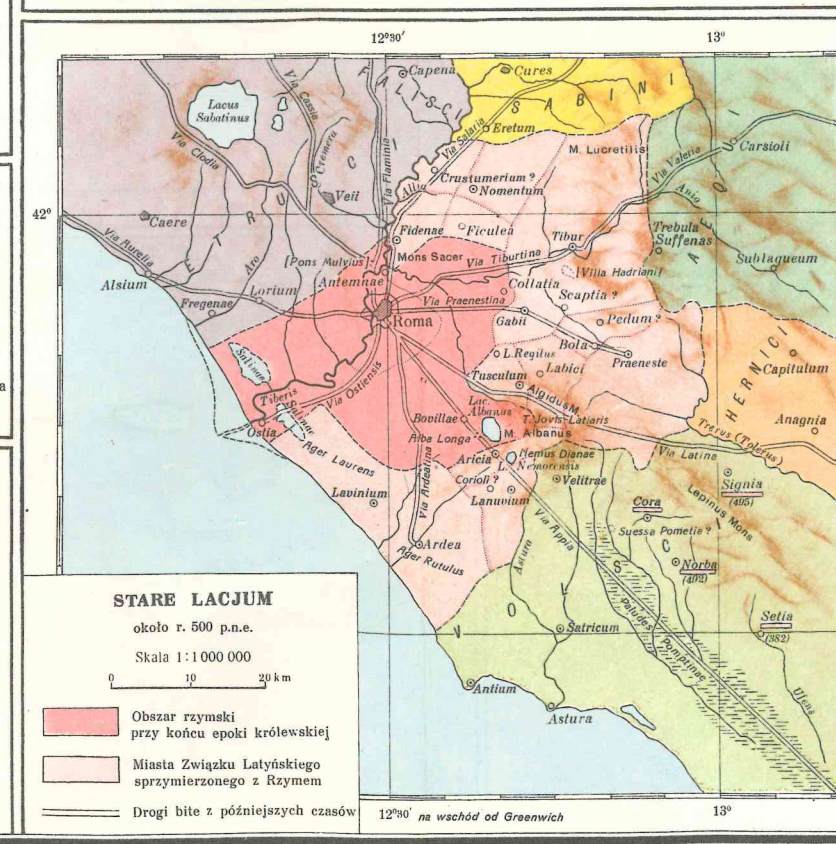 12°30'
13°
Capena
Cures
FALISCI
SABINI
Lacus
Sabatinus
Via Cassia
Via Salaria
Eretum
Via Clodia
Cremera
Via Flaminia
M. Lucretilis
Via Valeria
Carsioli
Allia
Crustumerium ?
Nomentum
Veii
Anio
AEQUI
42°
Caere
ETRUSCI
Fidenae
Ficulea
Tibur
Trebula
Suffenas
Via Aurelia
Aro
[Pons Mulvius]
Mons Sacer
Via Tiburtina
[Villa Hadriani]
Sublaqueum
Alsium
Lorium
Antemnae
Collatia
Fregenae
Via Praenestina
Scaptia ?
Roma
Gabii
Pedum ?
Bola
L. Regilus
Praeneste
HERNICI
Capitulum
Salinae
Labici
Tusculum
Algidus M.
Tiberis
Via Ostiensis
Lac.
Albanus
Salinae
Bovillae
T. Jovis Latiaris
Anagnia
Ostia
Alba Longa
M. Albanus
Trerus (Tolerus)
Ager Laurens
Aricia
Nemus Dianae
Via Latina
L. Nemorensis
Via Ardeatina
Corioli ?
Velitrae
Signia
(495)
Lavinium
Lanuvium
Cora
Lepinus Mons
Via Appia
Suessa Pometia ?
Ardea
Astura
Ager Rutulus
VOLSCI
Norba
(492)
Paludes Pomptinae
Setia
(382)
Satricum
Ufens
Antium
Astura
STARE LACJUM
około r. 500 p.n.e.
Skala 1:1 000 000
0 10 20 km
Obszar rzymski
przy końcu epoki królewskiej
Miasta Związku Latyńskiego
sprzymierzonego z Rzymem
Drogi bite z późniejszych czasów
12°30' na wschód od Greenwich
13°
a